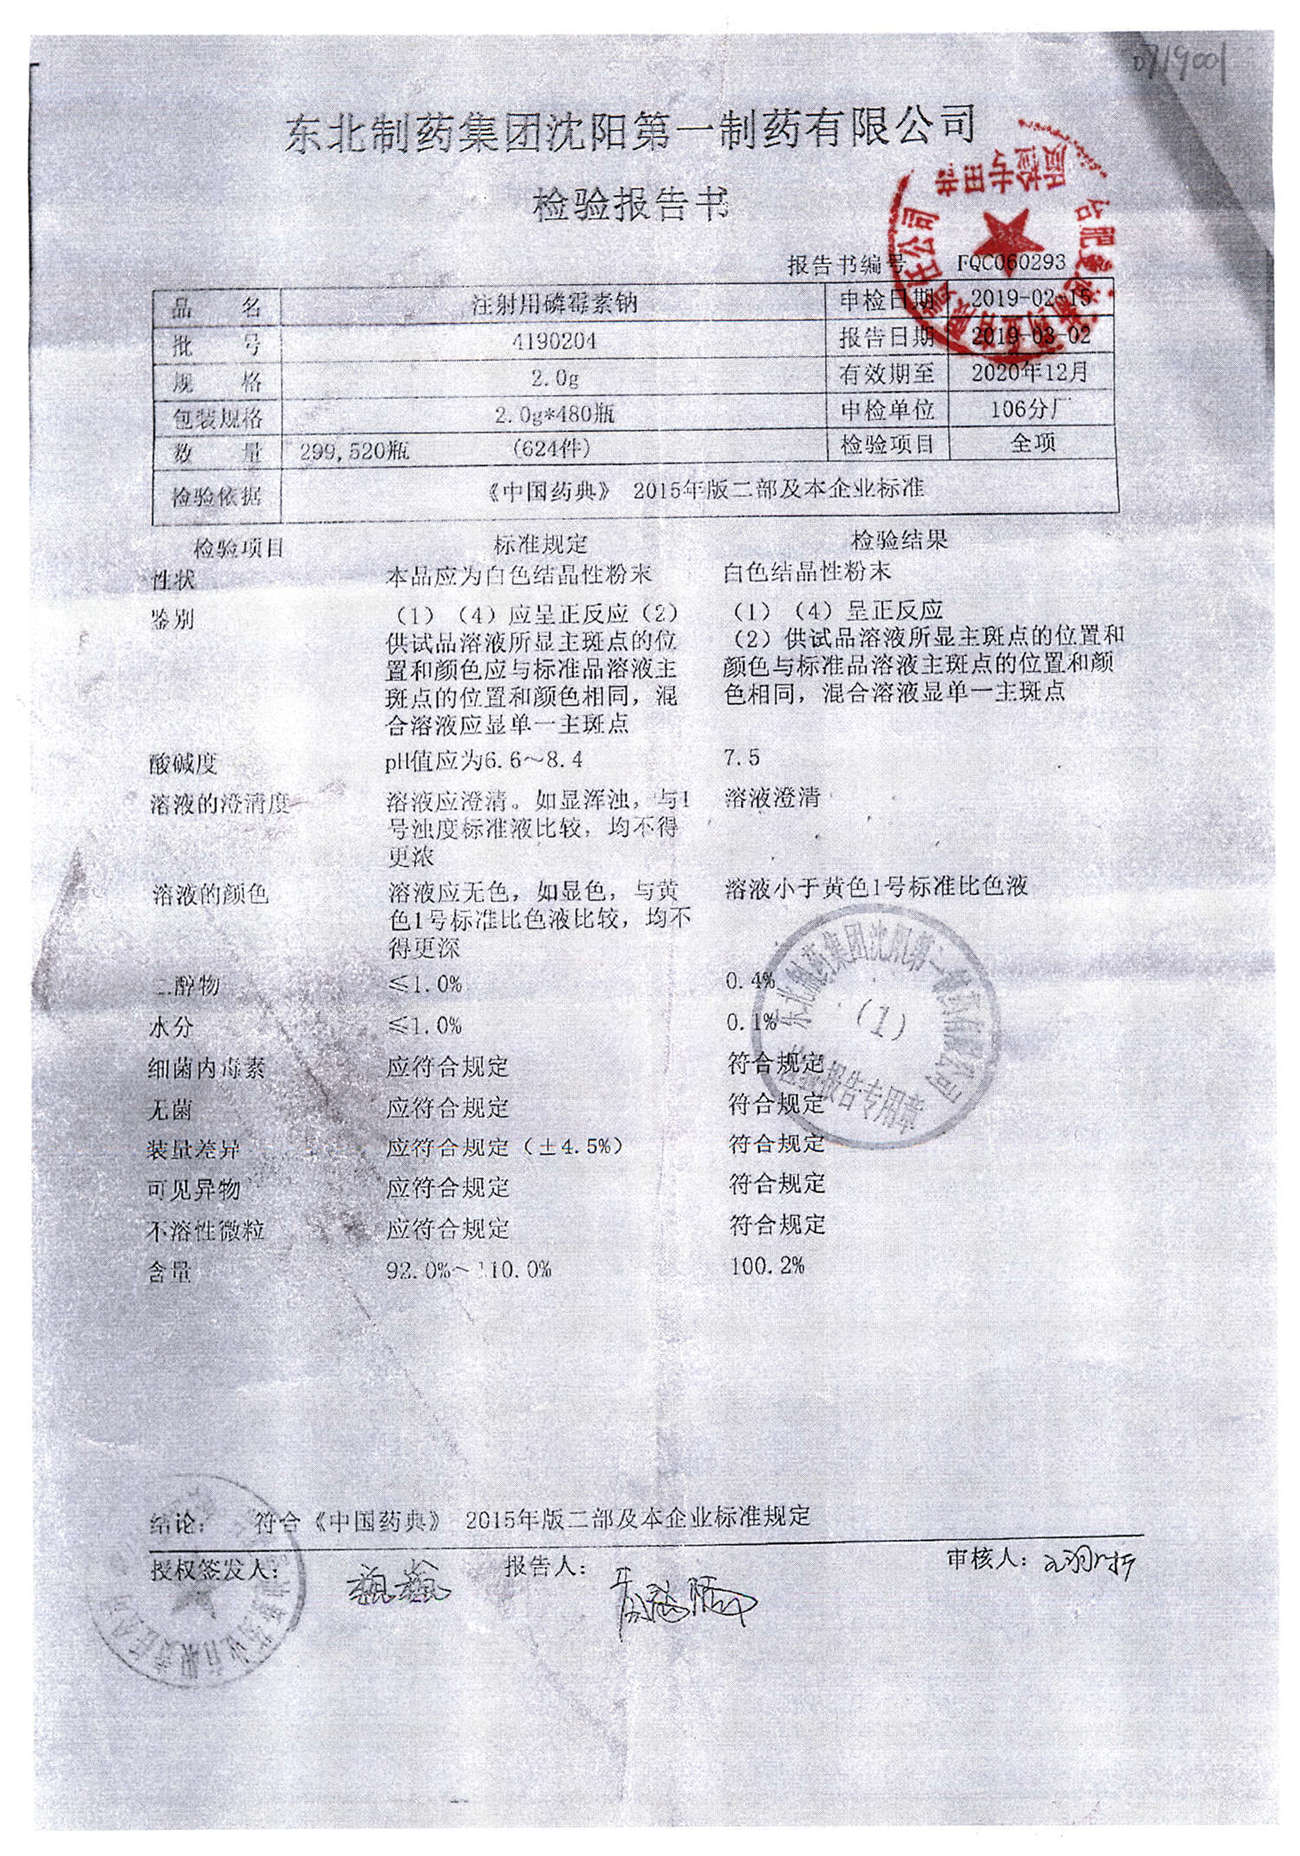 071900
东北制药集团沈阳第一制药有限公司
检验报告书
报告书编号 FQC060293
品名 注射用磷霉素钠 申检日期 2019-02-15
批号 4190204 报告日期 2019-03-02
规格 2.0g 有效期至 2020年12月
包装规格 2.0g*480瓶 申检单位 106分厂
数量 299,520瓶 (624件) 检验项目 全项
检验依据 《中国药典》 2015年版二部及本企业标准
检验项目 标准规定 检验结果
性状 本品应为白色结晶性粉末 白色结晶性粉末
鉴别 (1)(4)应呈正反应(2) (1)(4)呈正反应
供试品溶液所显主斑点的位 (2)供试品溶液所显主斑点的位置和
置和颜色应与标准品溶液主 颜色与标准品溶液主斑点的位置和颜
斑点的位置和颜色相同，混 色相同，混合溶液显单一主斑点
合溶液应显单一主斑点
酸碱度 pH值应为6.6～8.4 7.5
溶液的澄清度 溶液应澄清。如显浑浊，与1 溶液澄清
号浊度标准液比较，均不得
更浓
溶液的颜色 溶液应无色，如显色，与黄 溶液小于黄色1号标准比色液
色1号标准比色液比较，均不
得更深
二醇物 ≤1.0% 0.4%
水分 ≤1.0% 0.1%
细菌内毒素 应符合规定 符合规定
无菌 应符合规定 符合规定
装量差异 应符合规定(±4.5%) 符合规定
可见异物 应符合规定 符合规定
不溶性微粒 应符合规定 符合规定
含量 92.0%～110.0% 100.2%
东北制药集团沈阳第一制药有限公司
(1)
检验报告专用章
结论： 符合《中国药典》 2015年版二部及本企业标准规定
授权签发人： 报告人： 审核人：